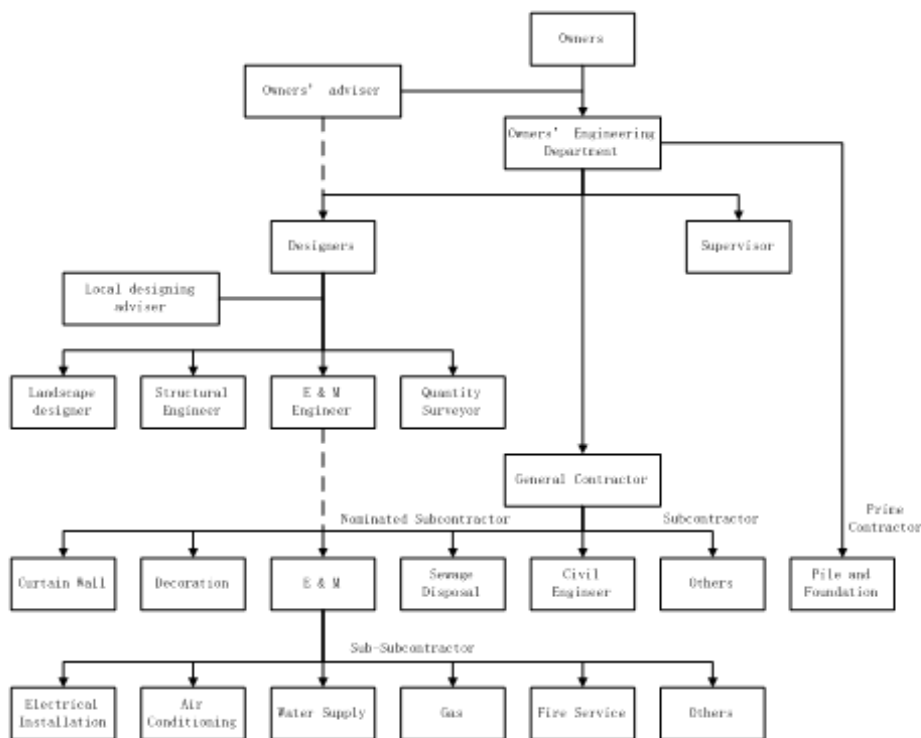 Owners
Owners' adviser
Owners' Engineering
Department
Designers
Supervisor
Local designing
adviser
Landscape
designer
Structural
Engineer
E & M
Engineer
Quantity
Surveyor
General Contractor
Nominated Subcontractor
Subcontractor
Prime
Contractor
Curtain Wall
Decoration
E & M
Sewage
Disposal
Civil
Engineer
Others
Pile and
Foundation
Sub-Subcontractor
Electrical
Installation
Air
Conditioning
Water Supply
Gas
Fire Service
Others